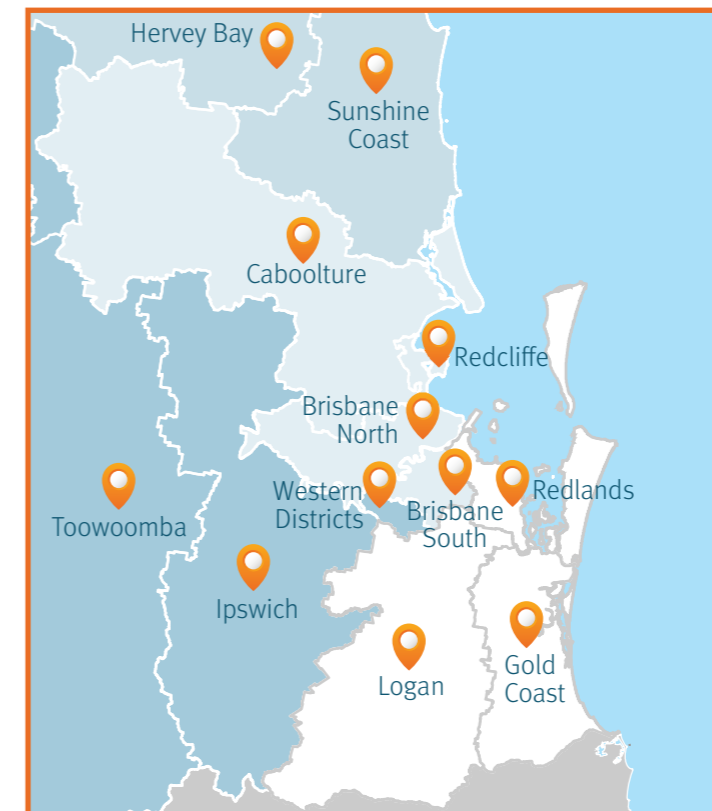 Hervey Bay
Sunshine
Coast
Caboolture
Redcliffe
Brisbane
North
Western
Districts
Brisbane
South
Redlands
Toowoomba
Ipswich
Logan
Gold
Coast